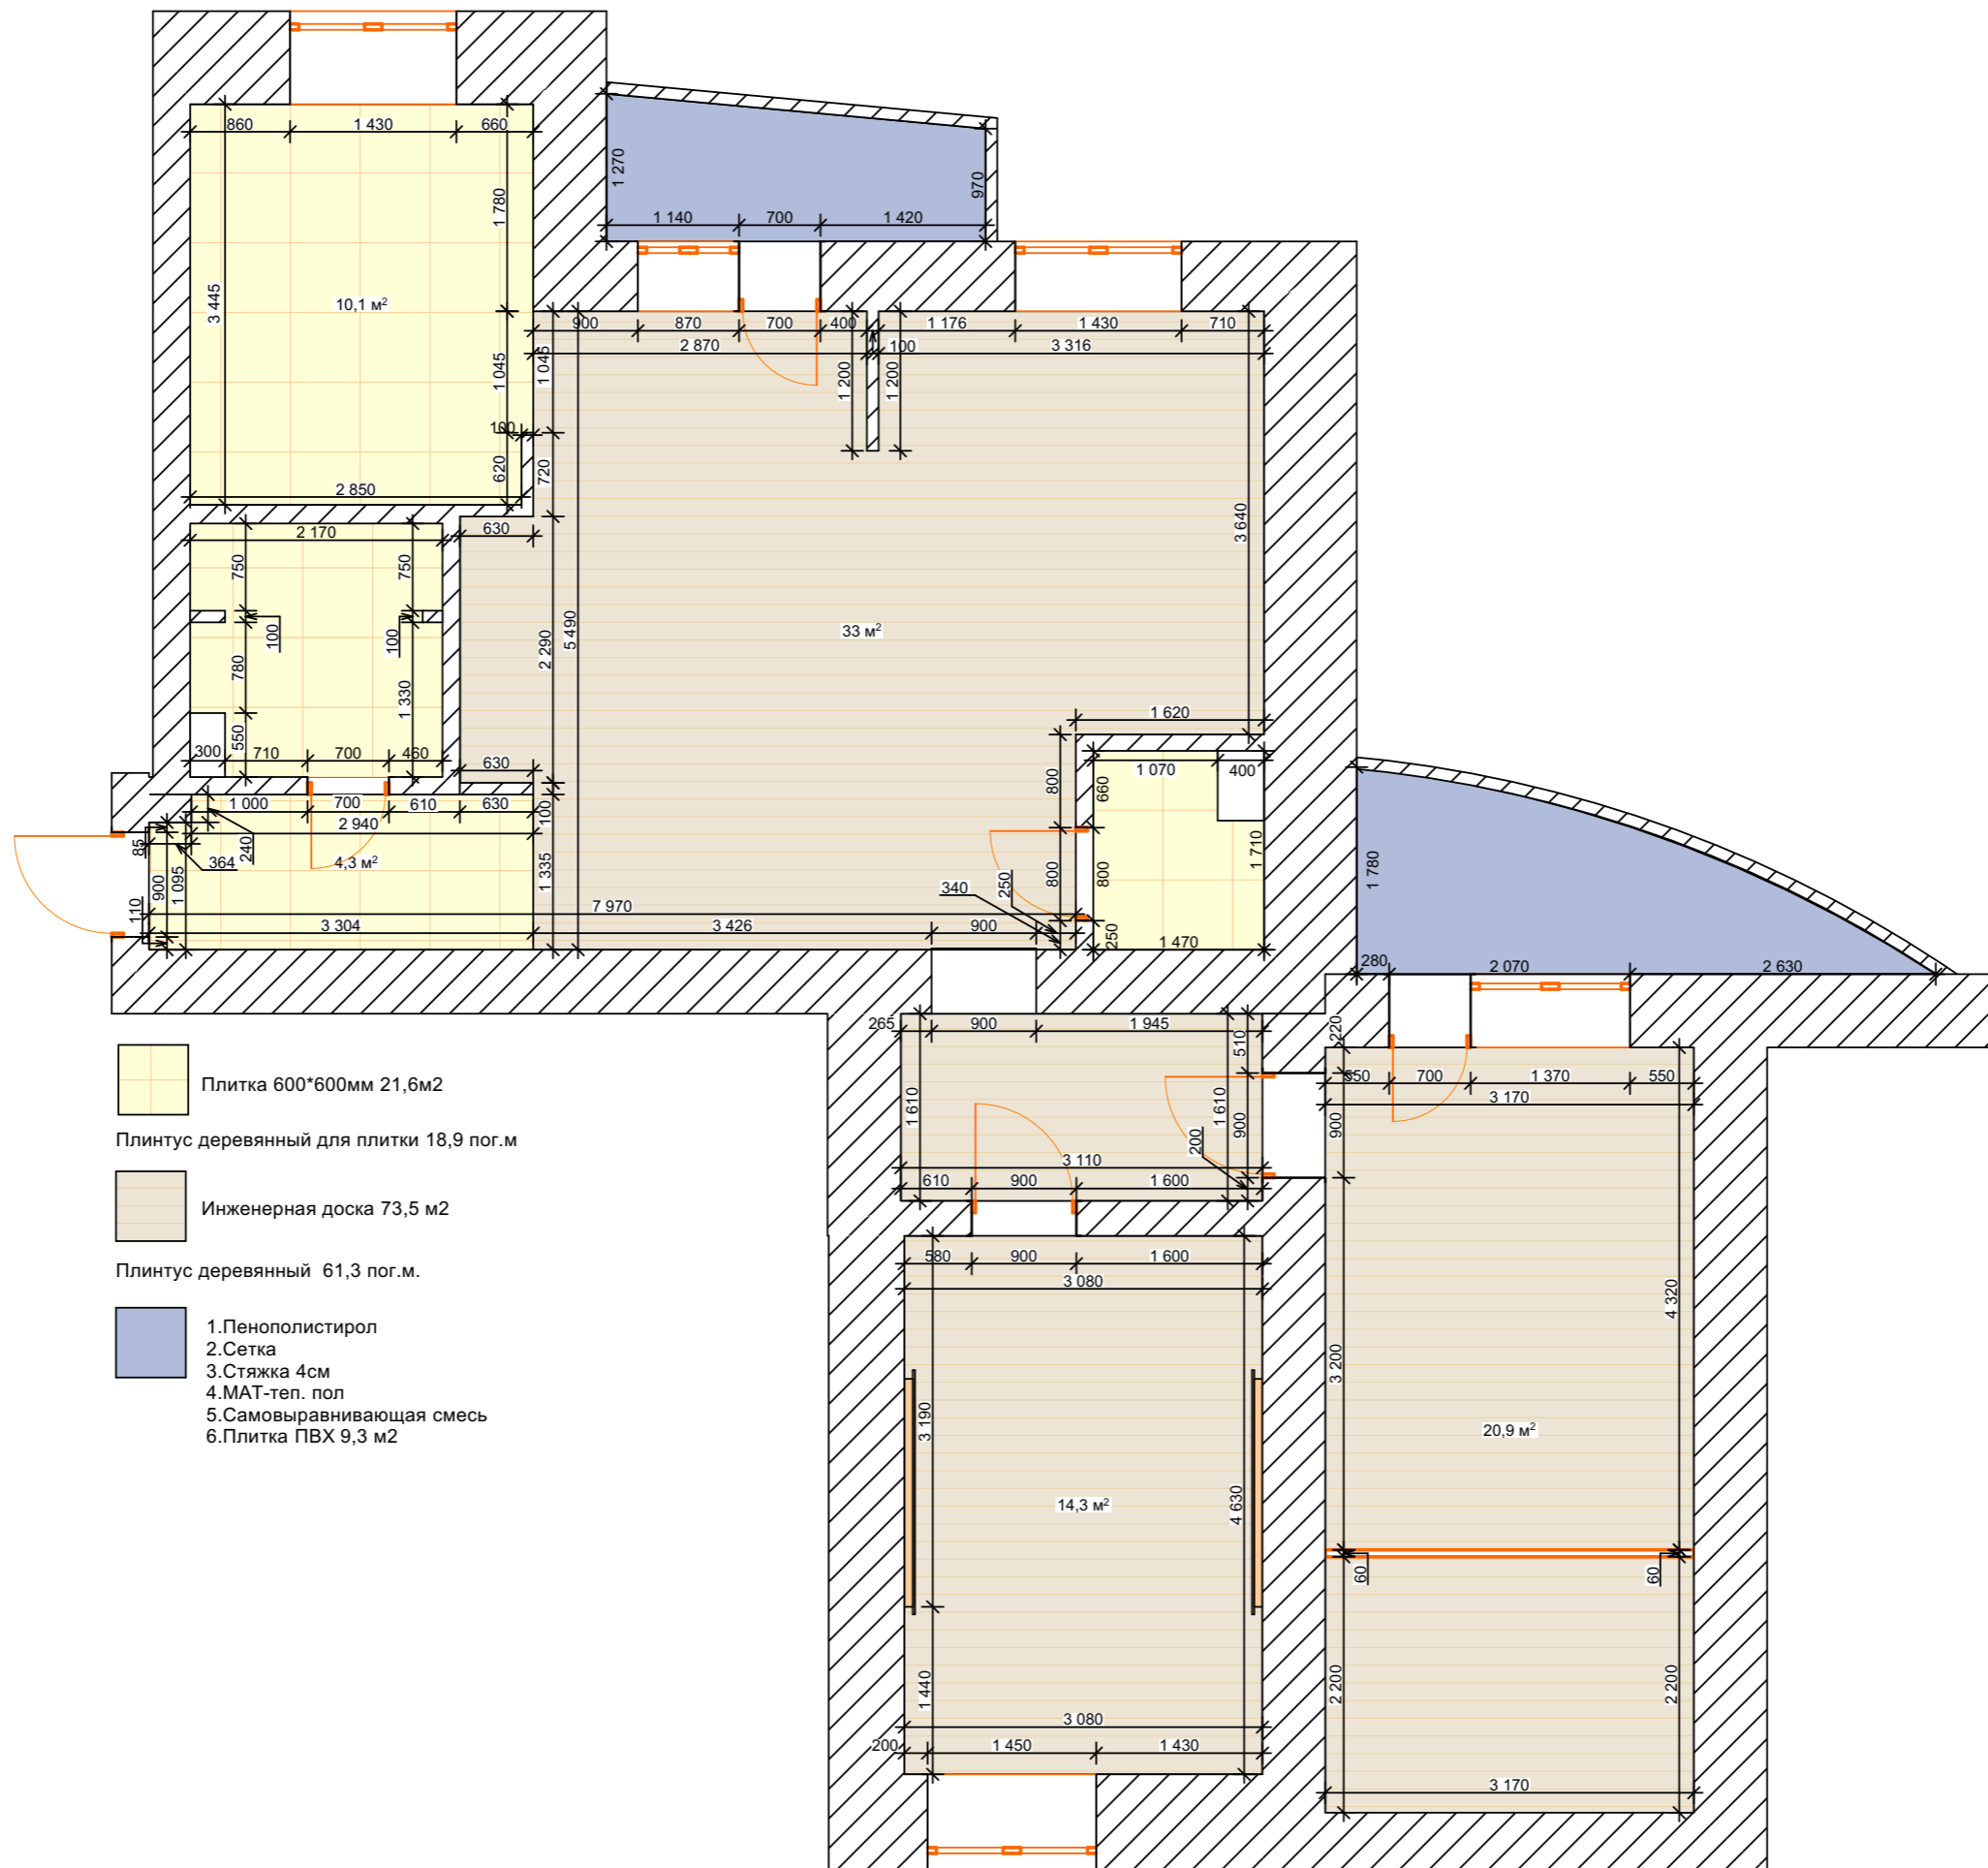 860 1 430 660
1 270
970
1 780
1 140 700 1 420
3 445
10,1 м²
900 870 700 400 1 176 1 430 710
2 870 100 3 316
1 045
1 045
1 200
1 200
100
620
720
2 850
630
3 640
2 170
750
750
100
100
33 м²
2 290
5 490
780
1 330
550
1 620
300 710 700 460
630
1 070 400
800
660
1 000 700 610 630
100
2 940
240
85
364
4,3 м²
1 335
1 710
900
1 095
800
800
250
340
1 780
110
7 970
3 304 3 426 900
250
1 470
280 2 070 2 630
265 900 1 945
510
220
550 700 1 370 550
3 170
1 610
1 610
900
900
200
3 110
610 900 1 600
Плитка 600*600мм 21,6м2
Плинтус деревянный для плитки 18,9 пог.м
Инженерная доска 73,5 м2
Плинтус деревянный 61,3 пог.м.
580 900 1 600
3 080
4 320
1.Пенополистирол
2.Сетка
3.Стяжка 4см
4.МАТ-теп. пол
5.Самовыравнивающая смесь
6.Плитка ПВХ 9,3 м2
3 200
3 190
20,9 м²
14,3 м²
4 630
60
60
1 440
2 200
2 200
3 080
200 1 450 1 430
3 170